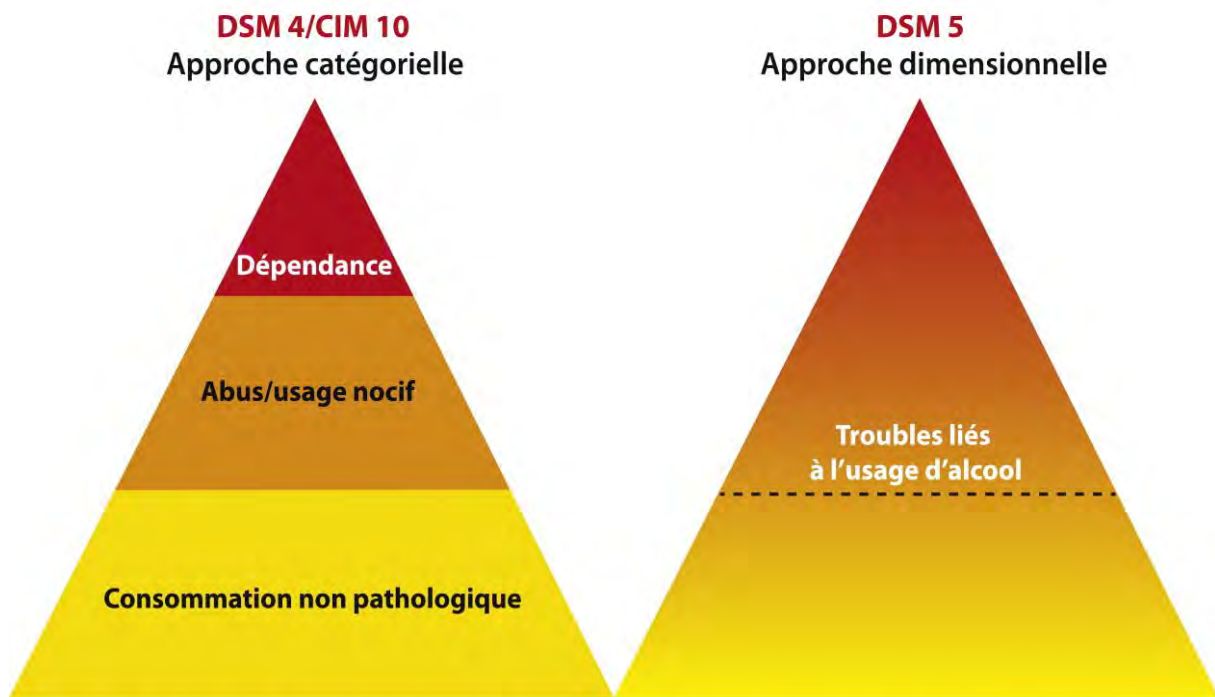 DSM 4/CIM 10
Approche catégorielle
Dépendance
Abus/usage nocif
Consommation non pathologique
DSM 5
Approche dimensionnelle
Troubles liés
à l’usage d’alcool